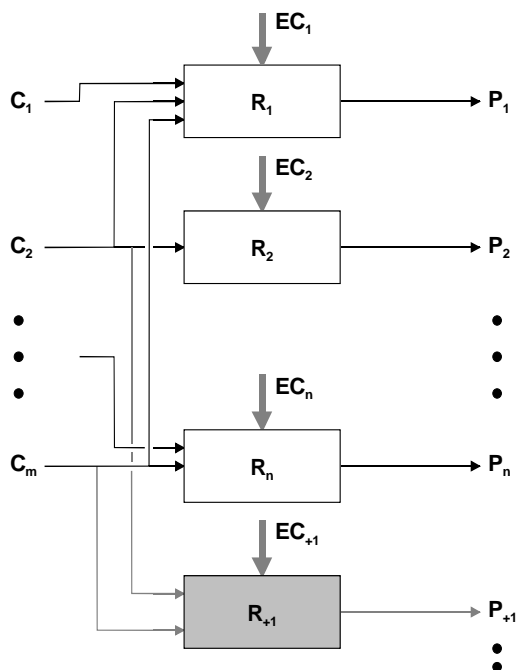 EC1
C1 R1 P1
EC2
C2 R2 P2
ECn
Cm Rn Pn
EC+1
R+1 P+1